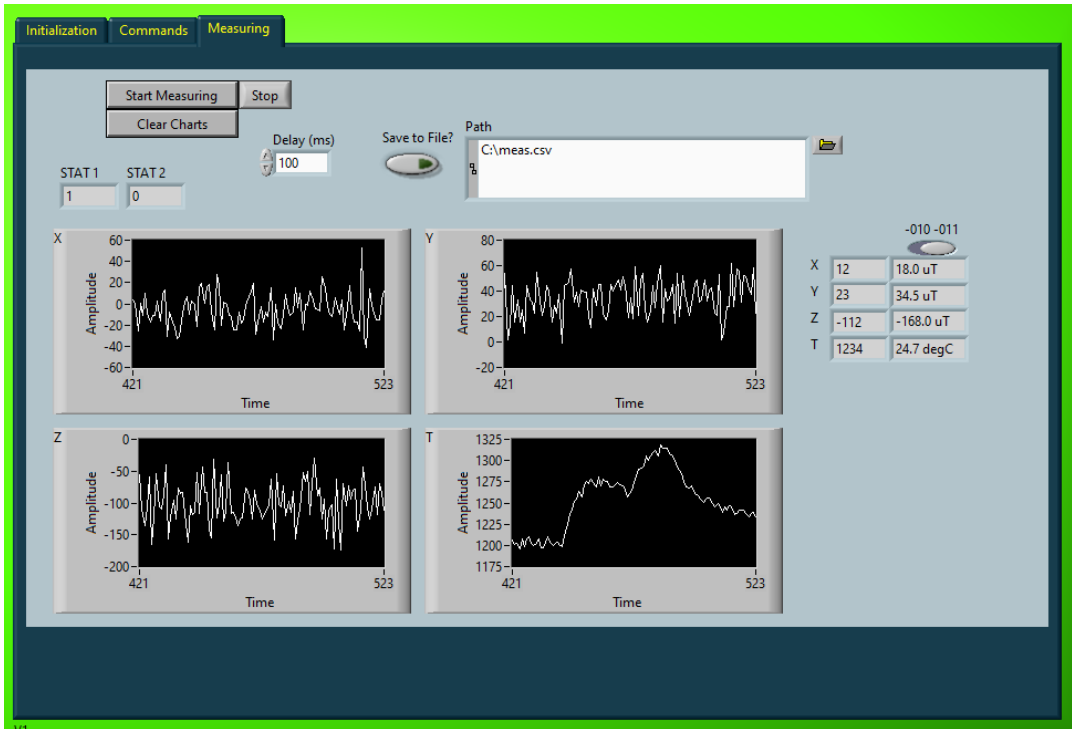 Initialization Commands Measuring
Start Measuring Stop
Clear Charts
Delay (ms)
100
Save to File?
Path
C:\meas.csv
STAT 1 STAT 2
1 0
X
60
40
20
0
-20
-40
-60
Amplitude
421 523
Time
Y
80
60
40
20
0
-20
Amplitude
421 523
Time
-010 -011
X 12 18.0 uT
Y 23 34.5 uT
Z -112 -168.0 uT
T 1234 24.7 degC
Z
0
-50
-100
-150
-200
Amplitude
421 523
Time
T
1325
1300
1275
1250
1225
1200
1175
Amplitude
421 523
Time